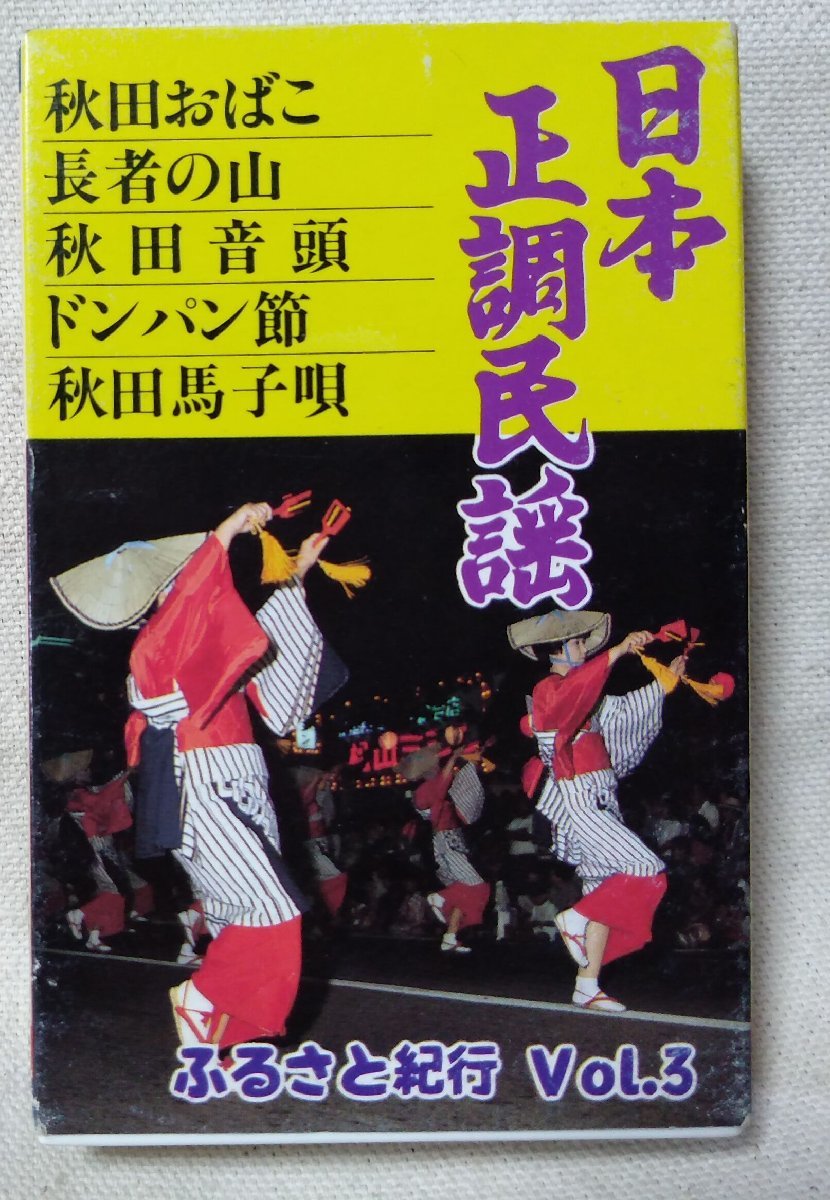 日本
正調民謡
秋田おばこ
長者の山
秋田音頭
ドンパン節
秋田馬子唄
ふるさと紀行 Vol.3